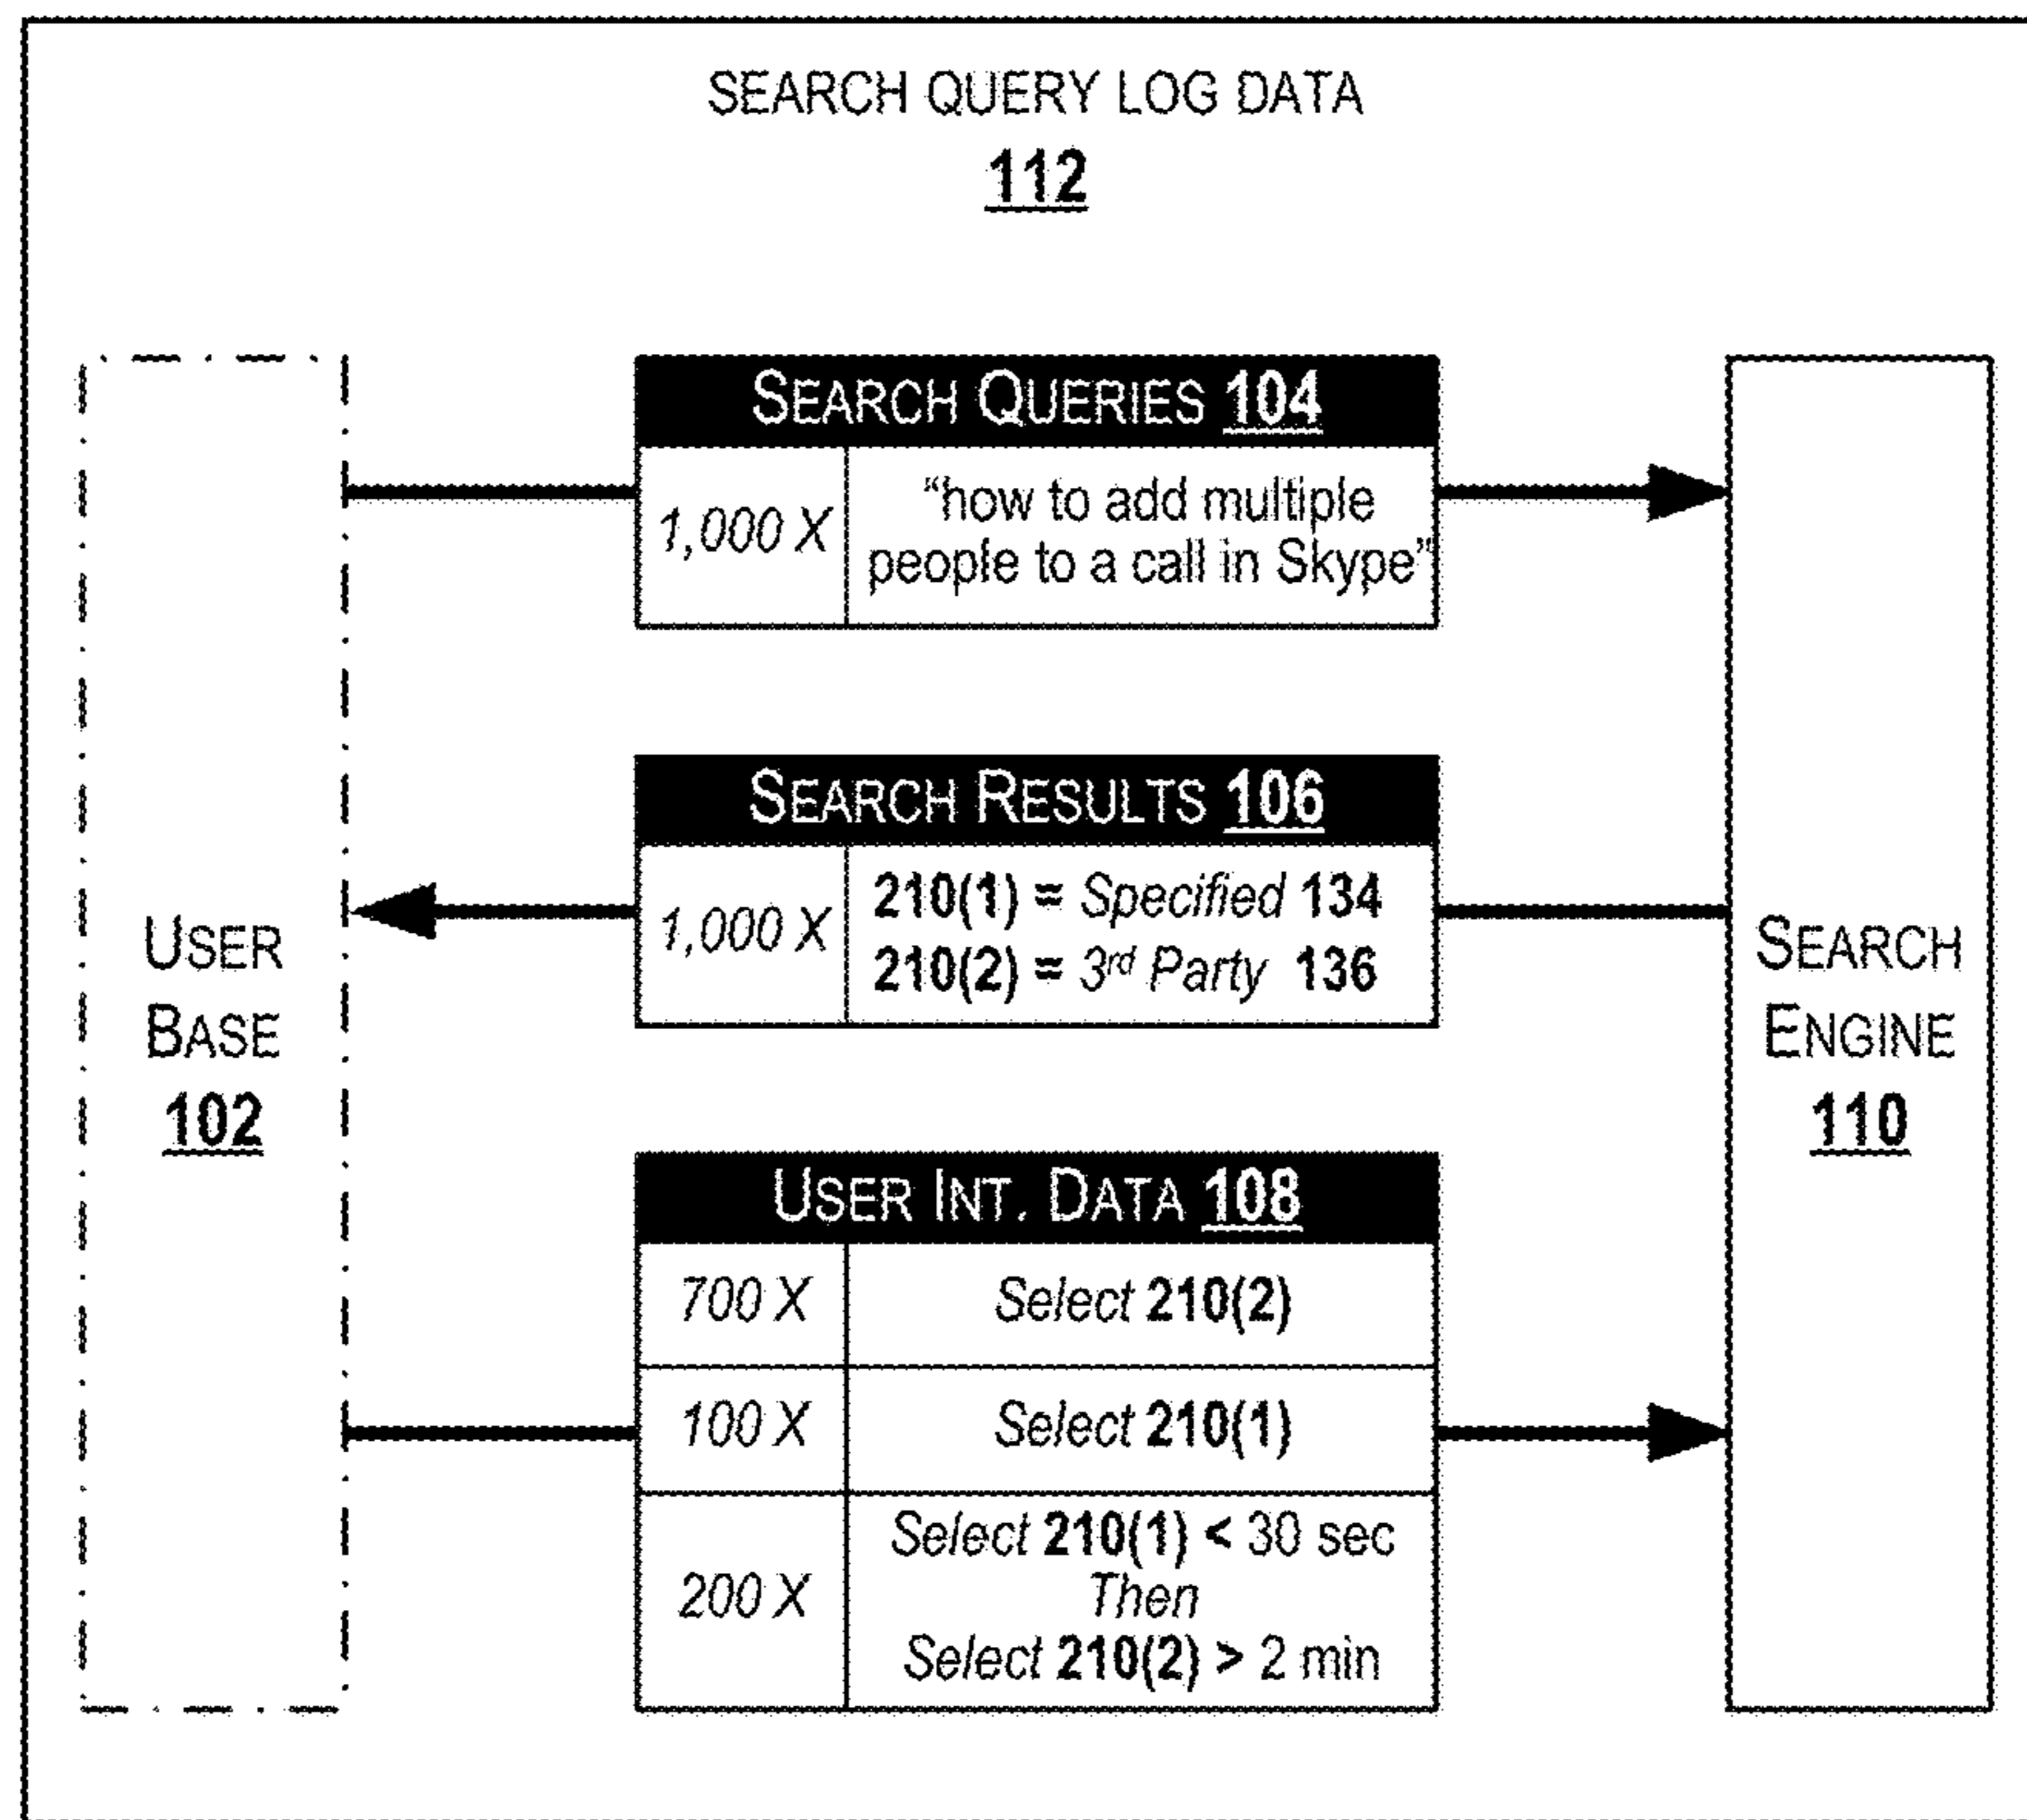 SEARCH QUERY LOG DATA
112
SEARCH QUERIES 104
1,000 X
“how to add multiple
people to a call in Skype”
SEARCH RESULTS 106
1,000 X
210(1) = Specified 134
210(2) = 3rd Party 136
USER
BASE
102
SEARCH
ENGINE
110
USER INT. DATA 108
700 X
Select 210(2)
100 X
Select 210(1)
200 X
Select 210(1) < 30 sec
Then
Select 210(2) > 2 min